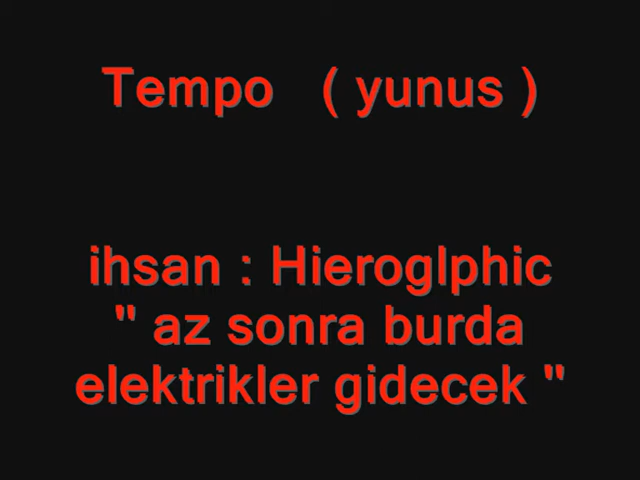 Tempo ( yunus )
ihsan : Hieroglphic
" az sonra burda
elektrikler gidecek "